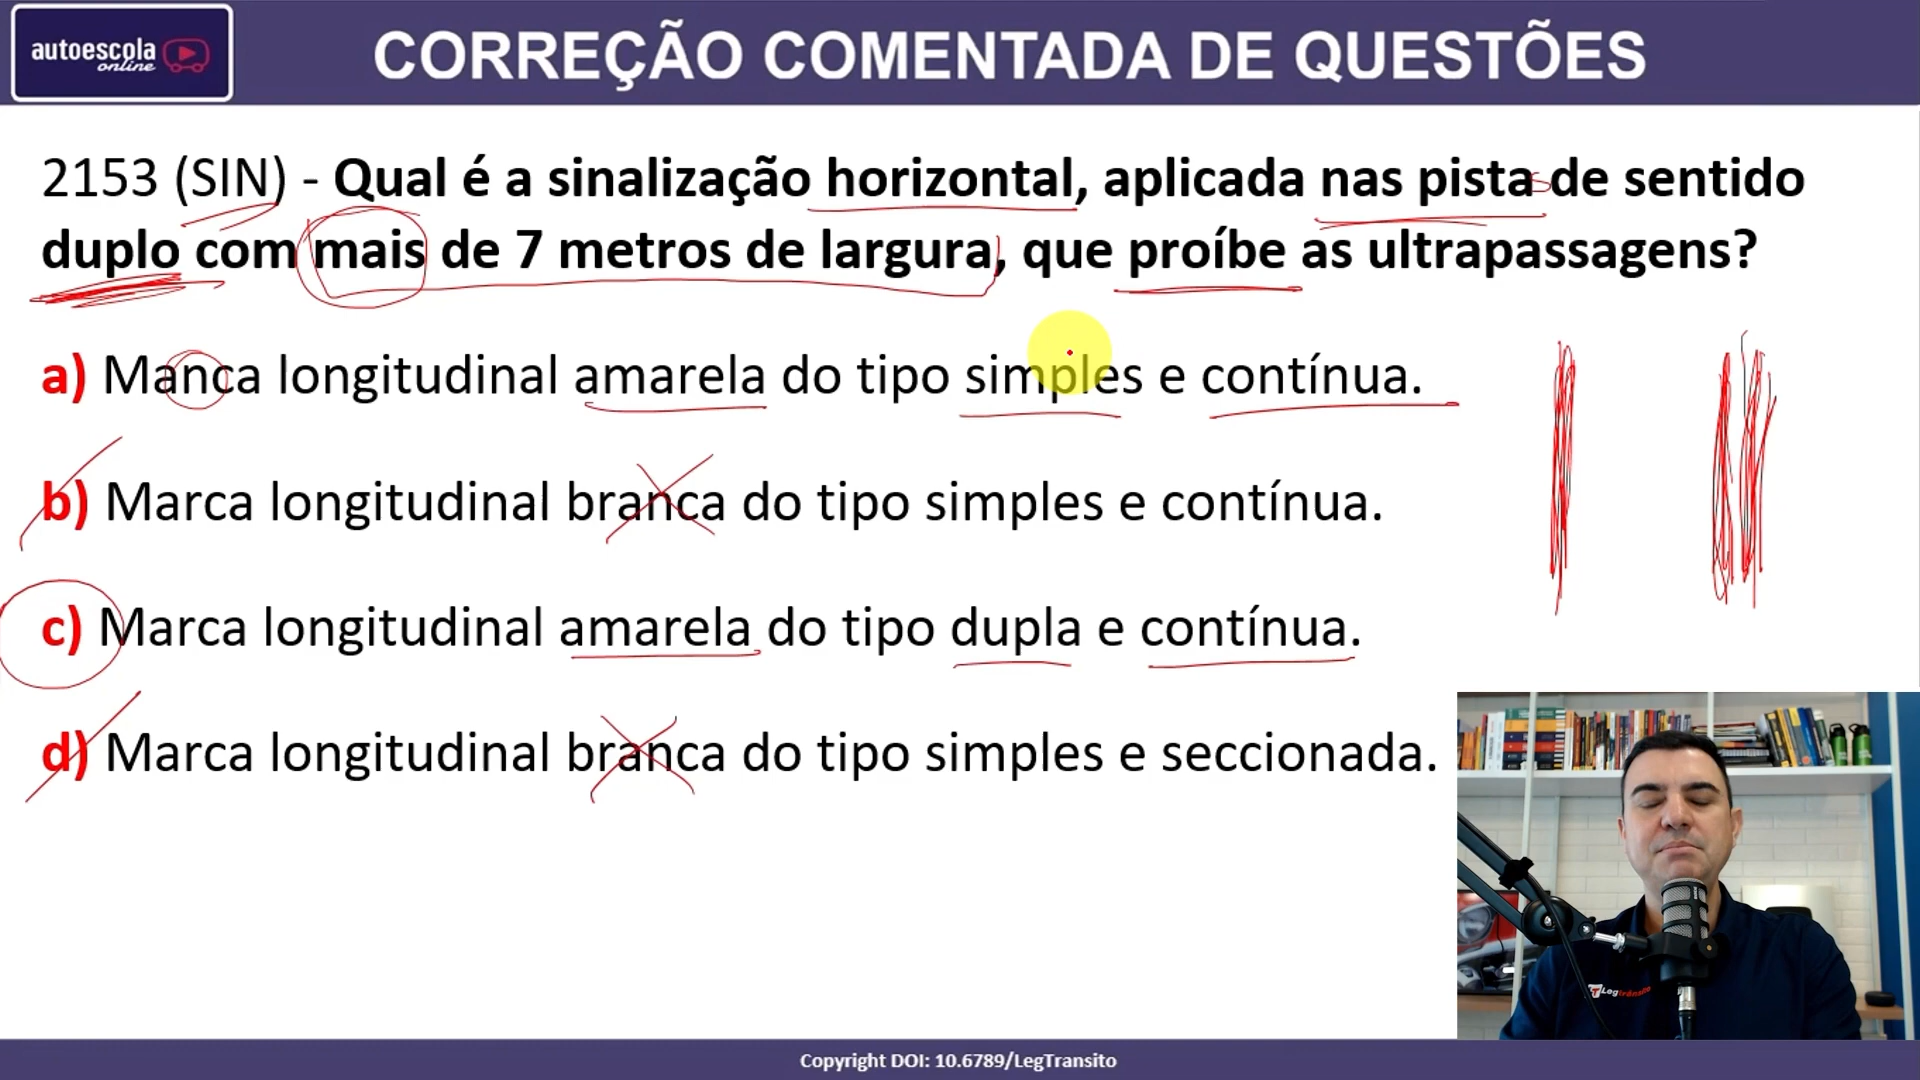 autoescola
online
CORREÇÃO COMENTADA DE QUESTÕES
2153 (SIN) - Qual é a sinalização horizontal, aplicada nas pistas de sentido
duplo com mais de 7 metros de largura, que proíbe as ultrapassagens?
a) Manca longitudinal amarela do tipo simples e contínua.
b) Marca longitudinal branca do tipo simples e contínua.
c) Marca longitudinal amarela do tipo dupla e contínua.
d) Marca longitudinal branca do tipo simples e seccionada.
Legtrânsito
Copyright DOI: 10.6789/LegTransito